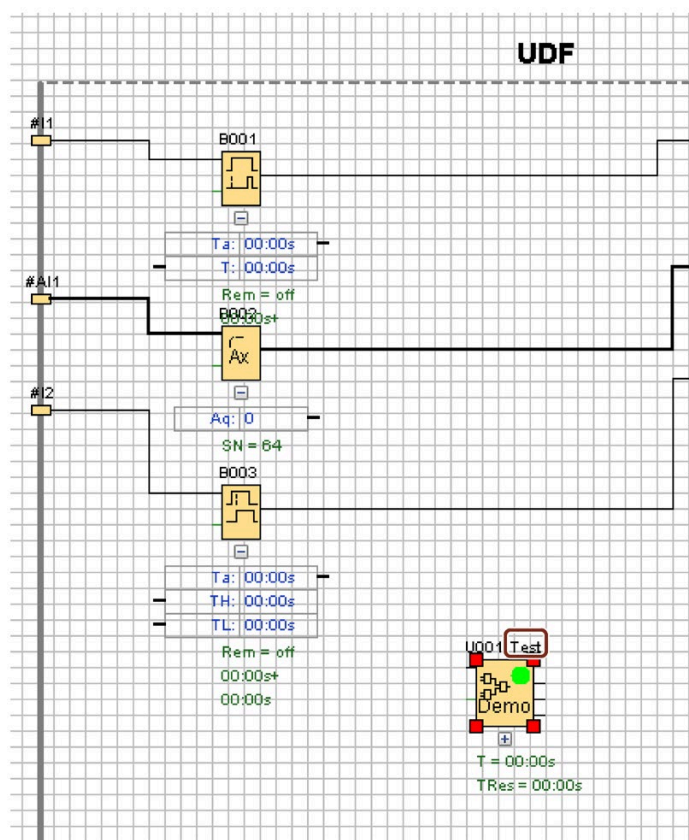 UDF
#I1
B001
Ta: 00:00s
T: 00:00s
#AI1
Rem = off
B002
00:00s+
Ax
#I2
Aq: 0
SN = 64
B003
Ta: 00:00s
TH: 00:00s
TL: 00:00s
Rem = off
00:00s+
00:00s
U001 Test
Demo
T = 00:00s
TRes = 00:00s